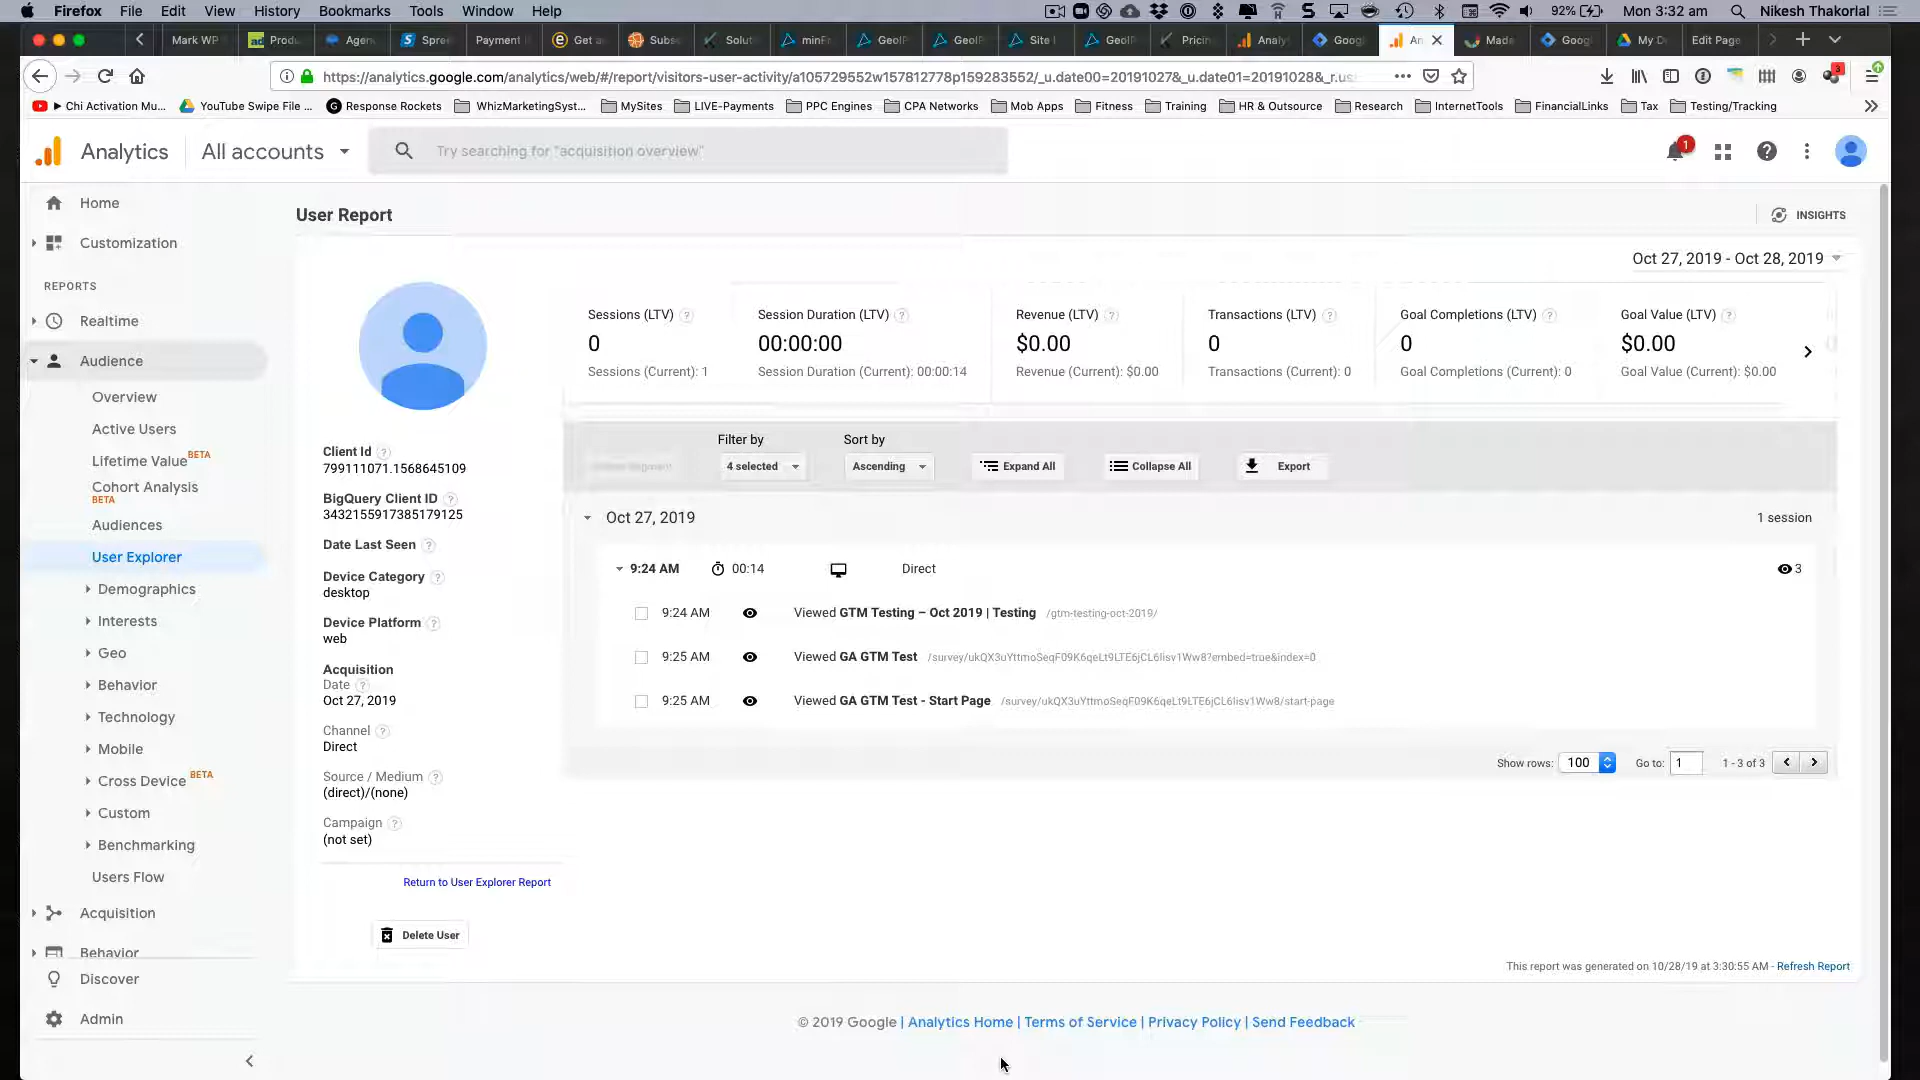 Firefox File Edit View History Bookmarks Tools Window Help 92% Mon 3:32 am Nikesh Thakorlal
Mark WP Produ Agen Spre Payment Get a Subs Solut minFr GeoIP GeoIP Site I GeoIP Pricin Analy Goog An Made Goog My D Edit Page
https://analytics.google.com/analytics/web/#/report/visitors-user-activity/a105729552w157812778p159283552/_u.date00=20191027&_u.date01=20191028&_r.us
3
► Chi Activation Mu... YouTube Swipe File ... Response Rockets WhizMarketingSyst... MySites LIVE-Payments PPC Engines CPA Networks Mob Apps Fitness Training HR & Outsource Research InternetTools FinancialLinks Tax Testing/Tracking
Analytics All accounts Try searching for "acquisition overview" 1
Home
Customization
REPORTS
Realtime
Audience
Overview
Active Users
Lifetime Value BETA
Cohort Analysis
BETA
Audiences
User Explorer
Demographics
Interests
Geo
Behavior
Technology
Mobile
Cross Device BETA
Custom
Benchmarking
Users Flow
Acquisition
Behavior
Discover
Admin
User Report
INSIGHTS
Oct 27, 2019 - Oct 28, 2019
Sessions (LTV) Session Duration (LTV) Revenue (LTV) Transactions (LTV) Goal Completions (LTV) Goal Value (LTV)
0 00:00:00 $0.00 0 0 $0.00
Sessions (Current): 1 Session Duration (Current): 00:00:14 Revenue (Current): $0.00 Transactions (Current): 0 Goal Completions (Current): 0 Goal Value (Current): $0.00
Client Id
799111071.1568645109
BigQuery Client ID
3432155917385179125
Date Last Seen
Device Category
desktop
Device Platform
web
Acquisition
Date
Oct 27, 2019
Channel
Direct
Source / Medium
(direct)/(none)
Campaign
(not set)
Return to User Explorer Report
Delete User
Filter by Sort by
4 selected Ascending Expand All Collapse All Export
Oct 27, 2019 1 session
9:24 AM 00:14 Direct 3
9:24 AM Viewed GTM Testing – Oct 2019 | Testing /gtm-testing-oct-2019/
9:25 AM Viewed GA GTM Test /survey/ukQX3uYttmoSeqF09K6qeLt9LTE6jCL6Iisv1Ww8?embed=true&index=0
9:25 AM Viewed GA GTM Test - Start Page /survey/ukQX3uYttmoSeqF09K6qeLt9LTE6jCL6Iisv1Ww8/start-page
Show rows: 100 Go to: 1 1 - 3 of 3
This report was generated on 10/28/19 at 3:30:55 AM - Refresh Report
© 2019 Google | Analytics Home | Terms of Service | Privacy Policy | Send Feedback